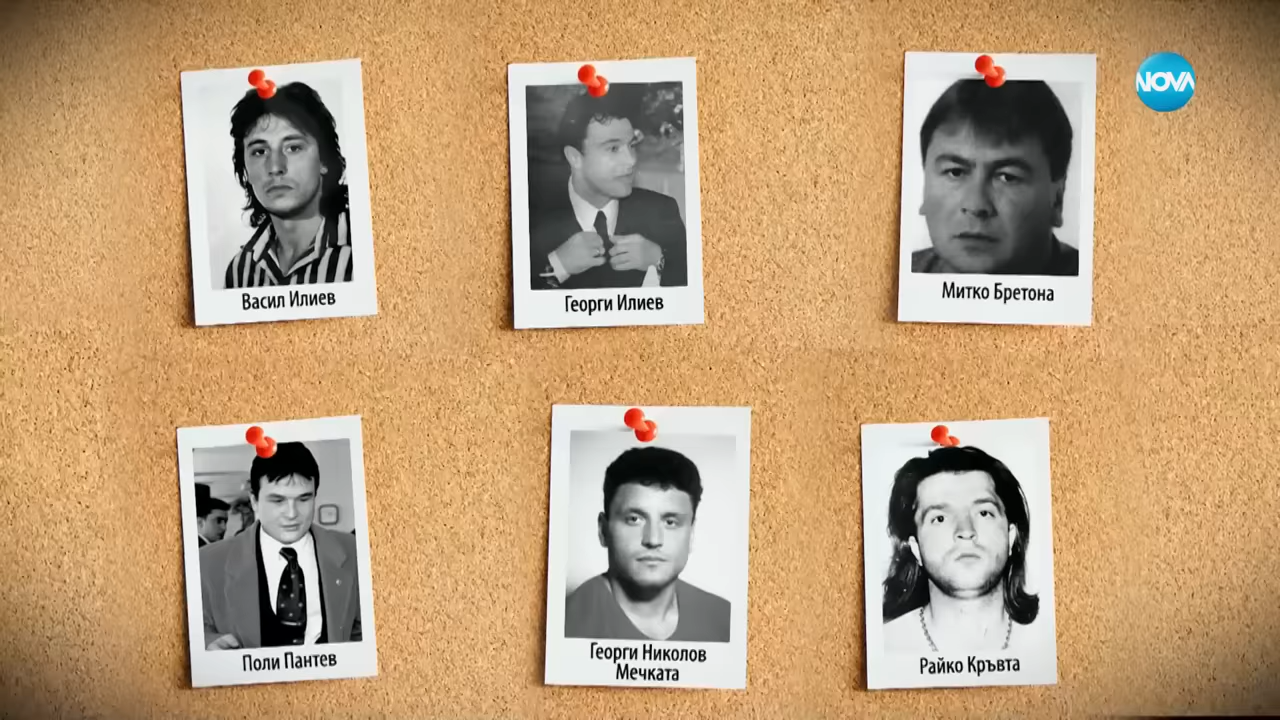 NOVA
Васил Илиев
Георги Илиев
Митко Бретона
Поли Пантев
Георги Николов
Мечката
Райко Кръвта